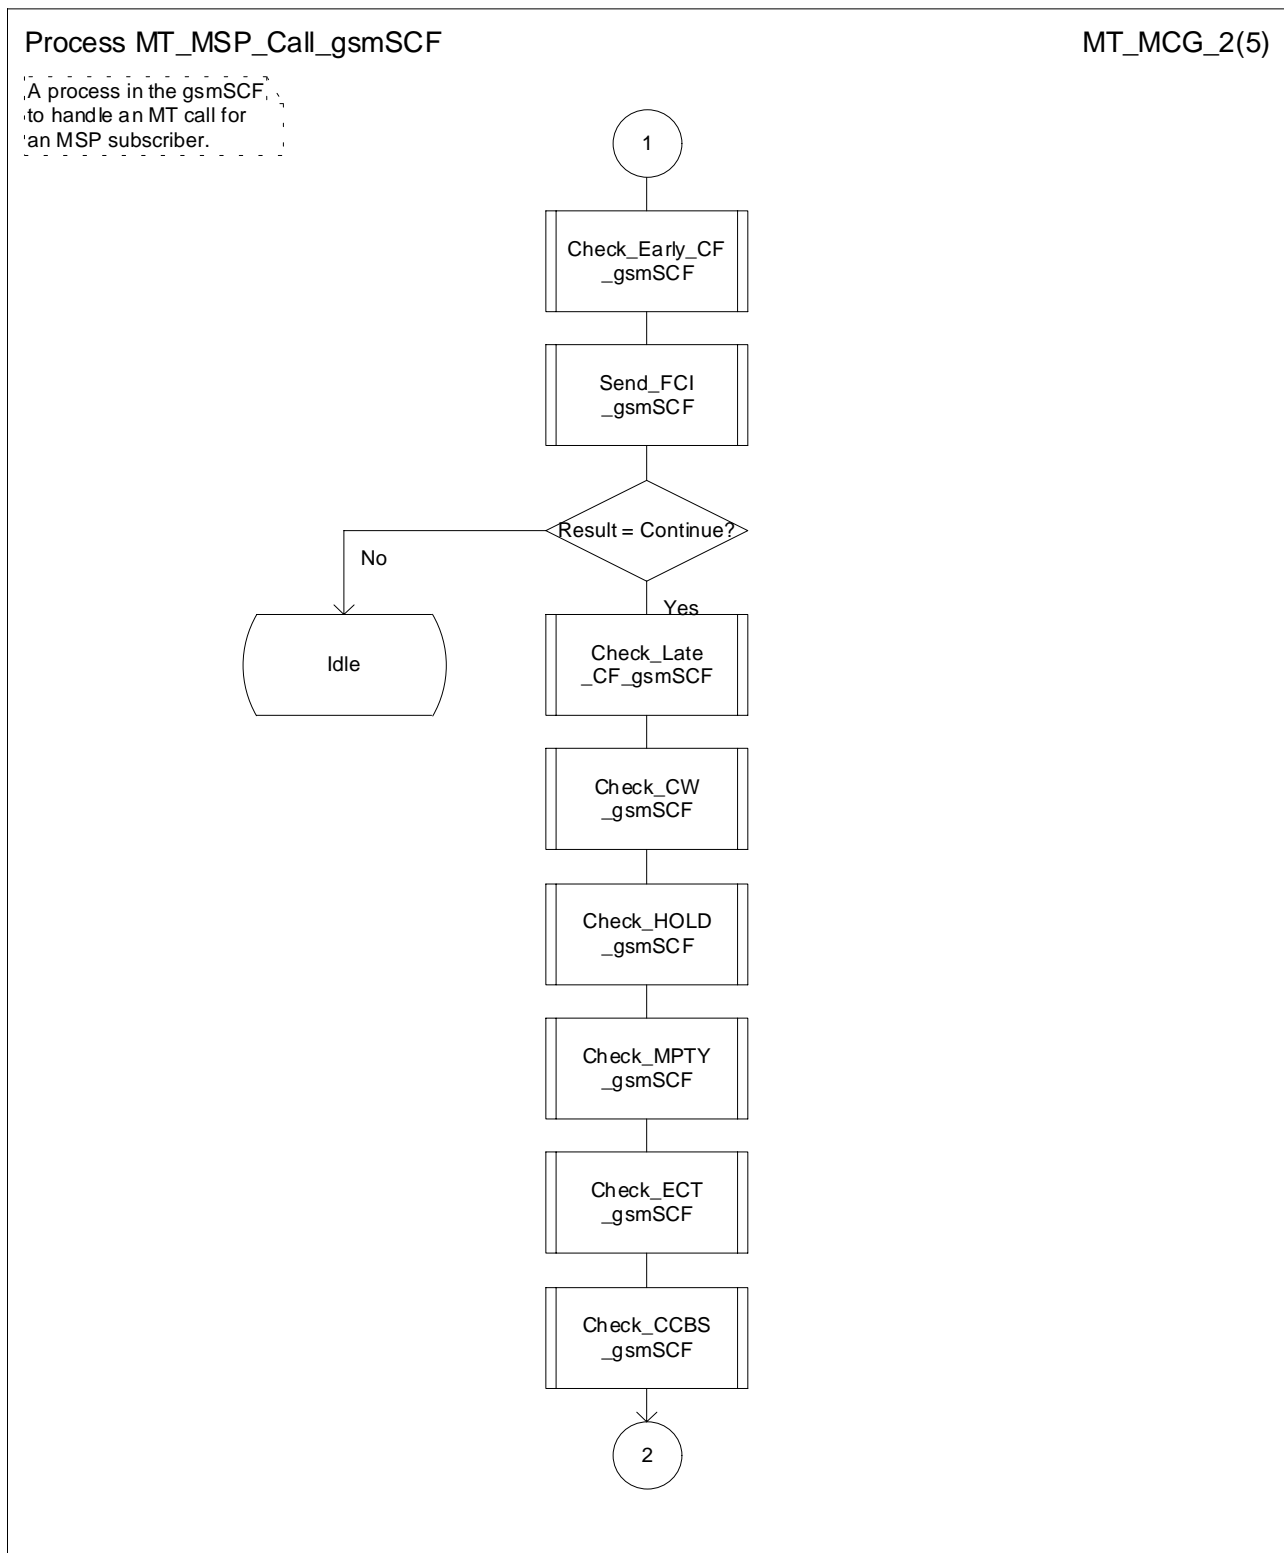 Process MT_MSP_Call_gsmSCF
MT_MCG_2(5)
A process in the gsmSCF
to handle an MT call for
an MSP subscriber.
1
Check_Early_CF
_gsmSCF
Send_FCI
_gsmSCF
Result = Continue?
No
Yes
Idle
Check_Late
_CF_gsmSCF
Check_CW
_gsmSCF
Check_HOLD
_gsmSCF
Check_MPTY
_gsmSCF
Check_ECT
_gsmSCF
Check_CCBS
_gsmSCF
2